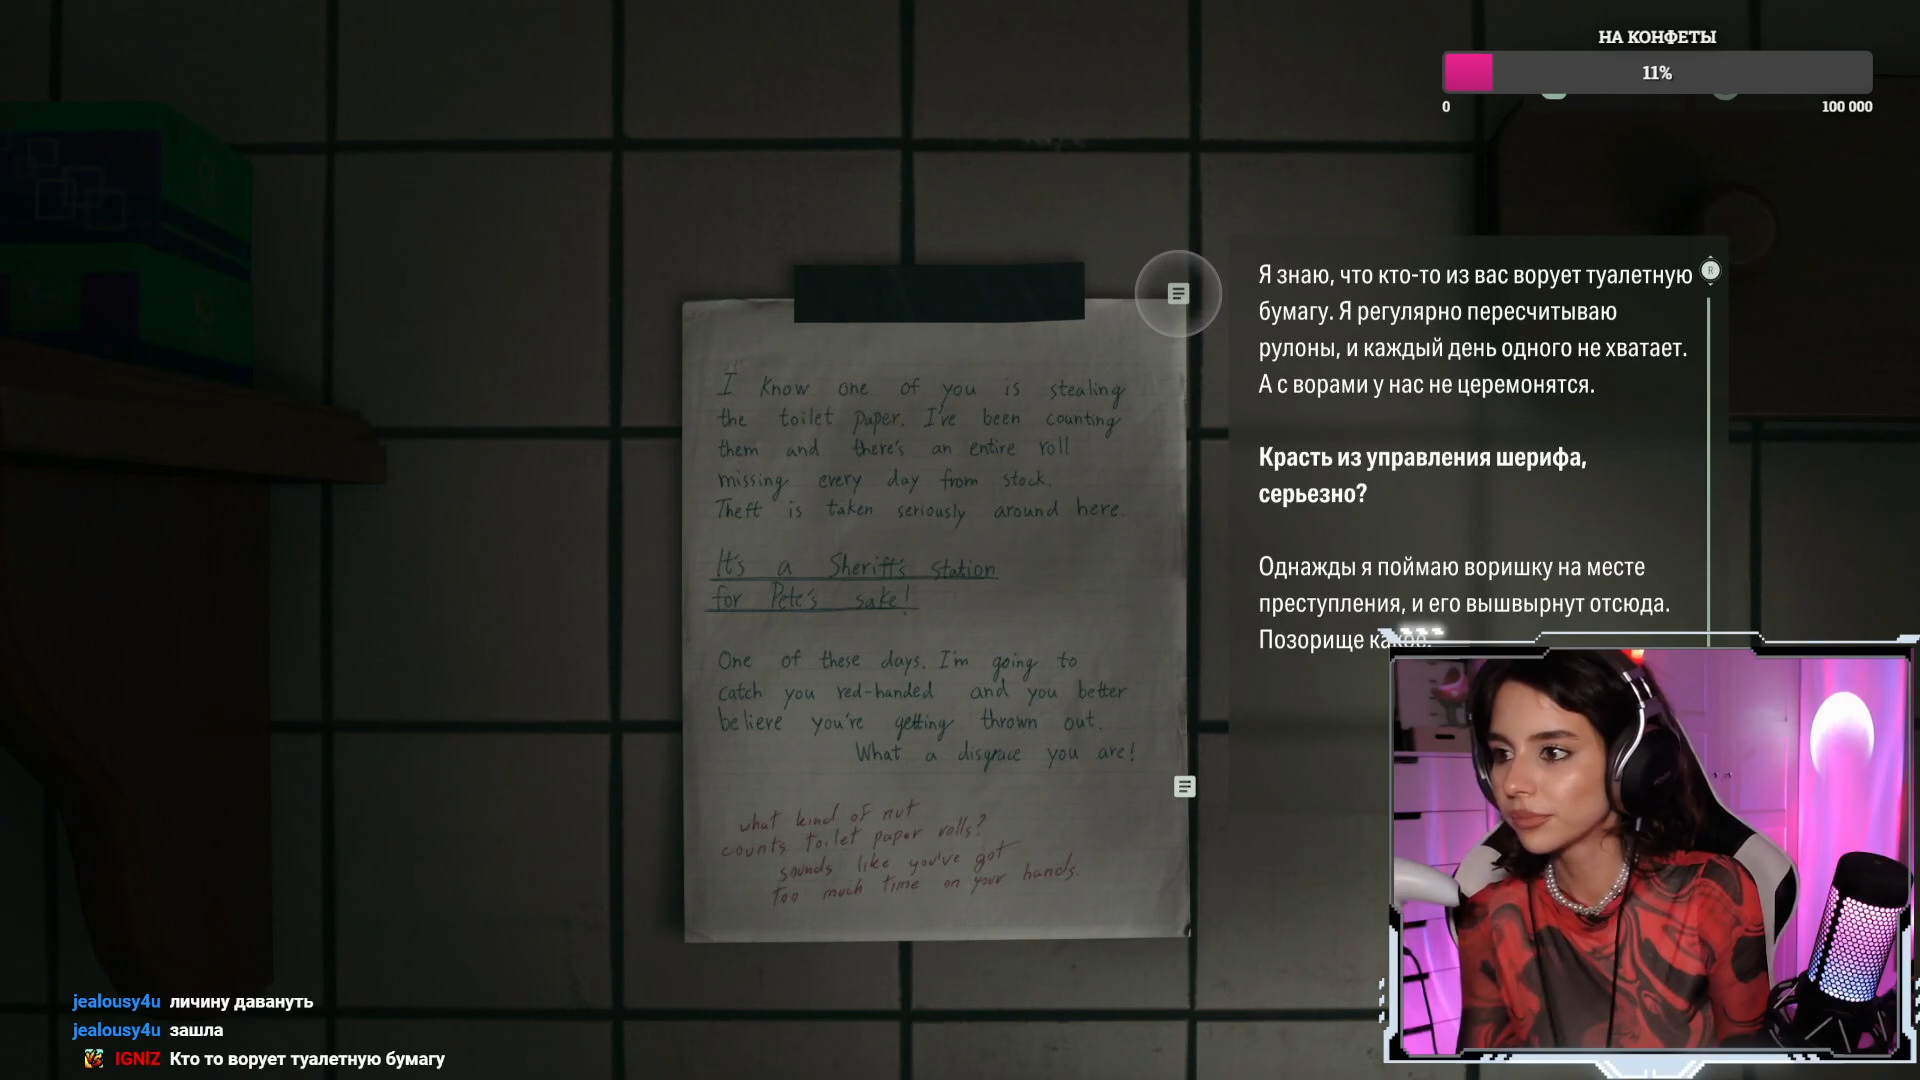 НА КОНФЕТЫ
11%
0
100 000
I know one of you is stealing
the toilet paper. I've been counting
them and there's an entire roll
missing every day from stock.
Theft is taken seriously around here.
It's a Sheriff's station
for Pete's sake!
One of these days. I'm going to
catch you red-handed and you better
believe you're getting thrown out.
What a disgrace you are!
what kind of nut
counts toilet paper rolls?
sounds like you've got
too much time on your hands.
R
Я знаю, что кто-то из вас ворует туалетную
бумагу. Я регулярно пересчитываю
рулоны, и каждый день одного не хватает.
А с ворами у нас не церемонятся.
Красть из управления шерифа,
серьезно?
Однажды я поймаю воришку на месте
преступления, и его вышвырнут отсюда.
Позорище какое.
jealousy4u личину давануть
jealousy4u зашла
IGNIZ Кто то ворует туалетную бумагу